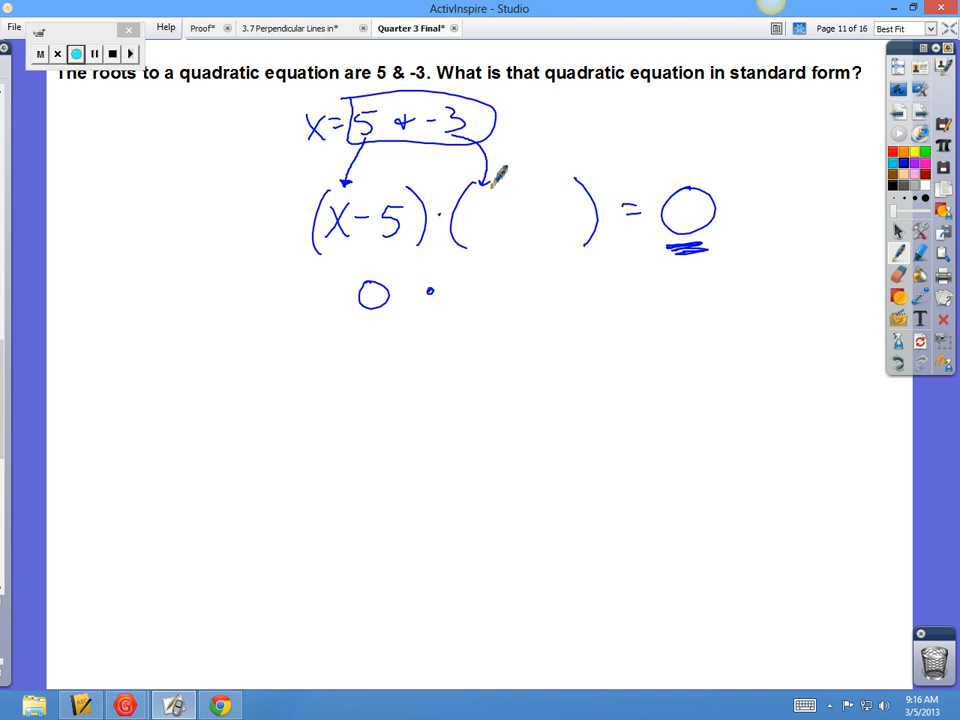 ActivInspire - Studio
File
Help
Proof*
3.7 Perpendicular Lines in*
Quarter 3 Final*
Page 11 of 16
Best Fit
M
The roots to a quadratic equation are 5 & -3. What is that quadratic equation in standard form?
x = 5 & -3
(x - 5) · ( ) = 0
0 ·
9:16 AM
3/5/2013